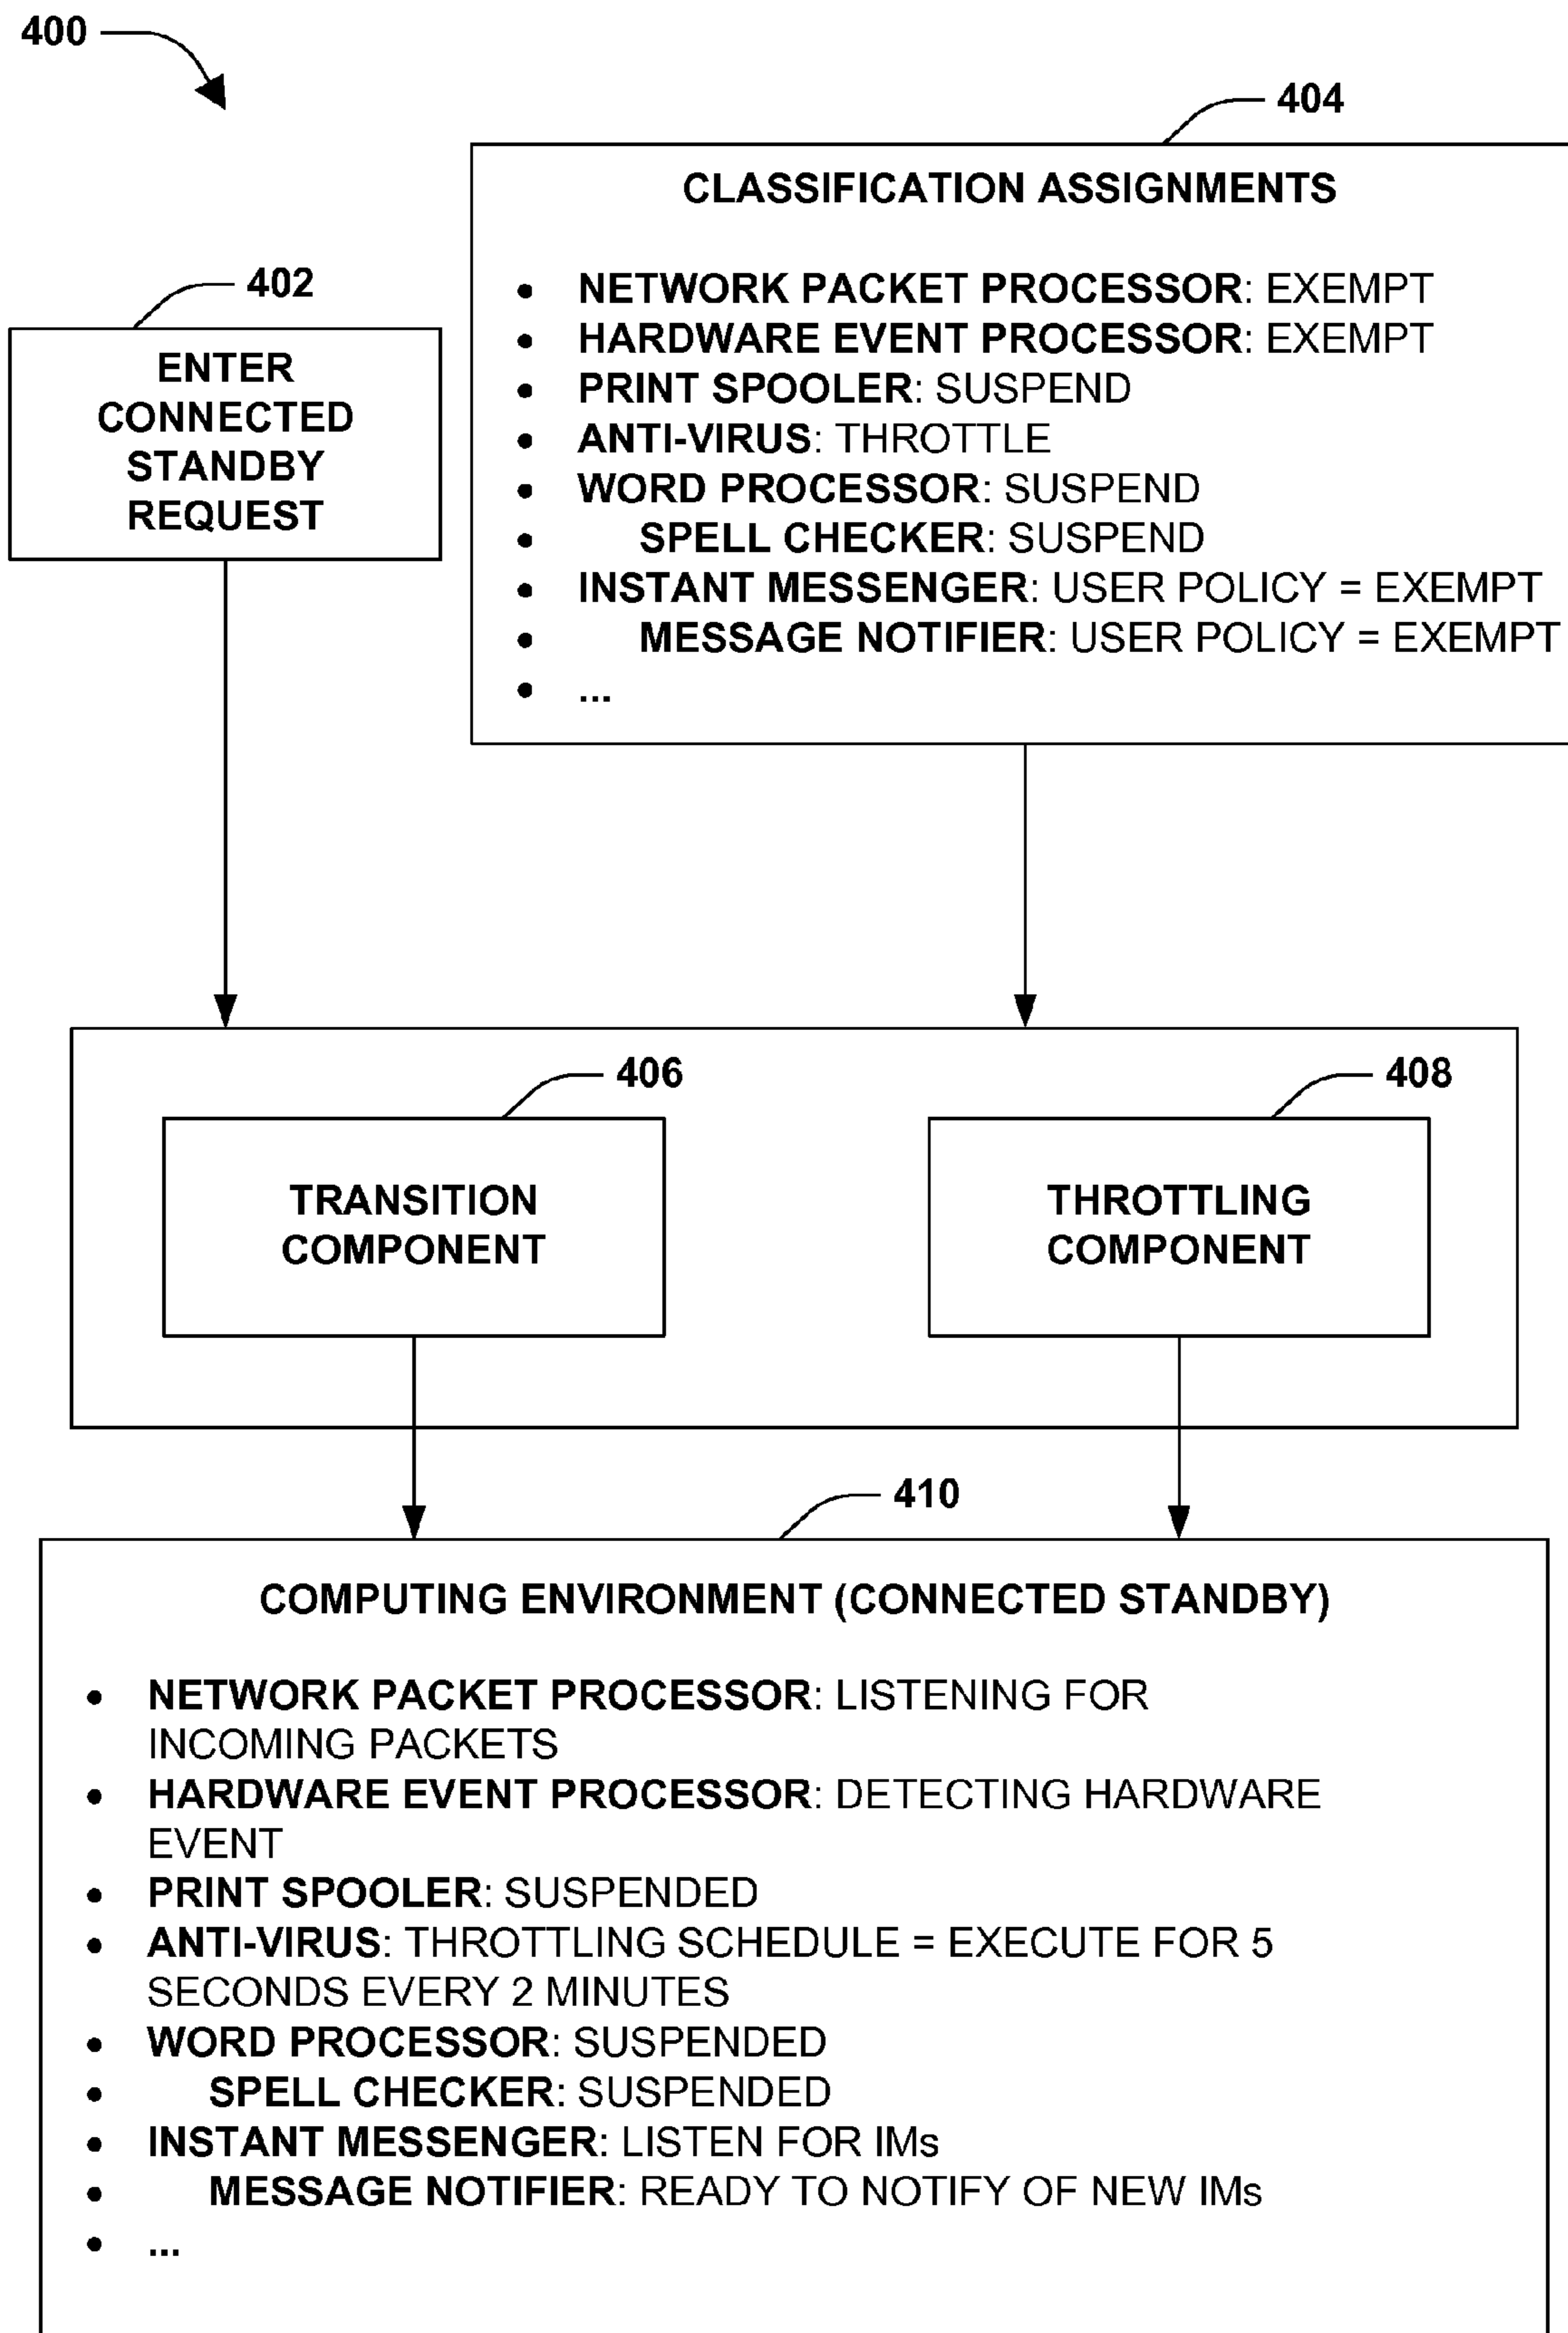 400
404
CLASSIFICATION ASSIGNMENTS
• NETWORK PACKET PROCESSOR: EXEMPT
• HARDWARE EVENT PROCESSOR: EXEMPT
• PRINT SPOOLER: SUSPEND
• ANTI-VIRUS: THROTTLE
• WORD PROCESSOR: SUSPEND
• SPELL CHECKER: SUSPEND
• INSTANT MESSENGER: USER POLICY = EXEMPT
• MESSAGE NOTIFIER: USER POLICY = EXEMPT
• ...
402
ENTER
CONNECTED
STANDBY
REQUEST
406
TRANSITION
COMPONENT
408
THROTTLING
COMPONENT
410
COMPUTING ENVIRONMENT (CONNECTED STANDBY)
• NETWORK PACKET PROCESSOR: LISTENING FOR
INCOMING PACKETS
• HARDWARE EVENT PROCESSOR: DETECTING HARDWARE
EVENT
• PRINT SPOOLER: SUSPENDED
• ANTI-VIRUS: THROTTLING SCHEDULE = EXECUTE FOR 5
SECONDS EVERY 2 MINUTES
• WORD PROCESSOR: SUSPENDED
• SPELL CHECKER: SUSPENDED
• INSTANT MESSENGER: LISTEN FOR IMs
• MESSAGE NOTIFIER: READY TO NOTIFY OF NEW IMs
• ...